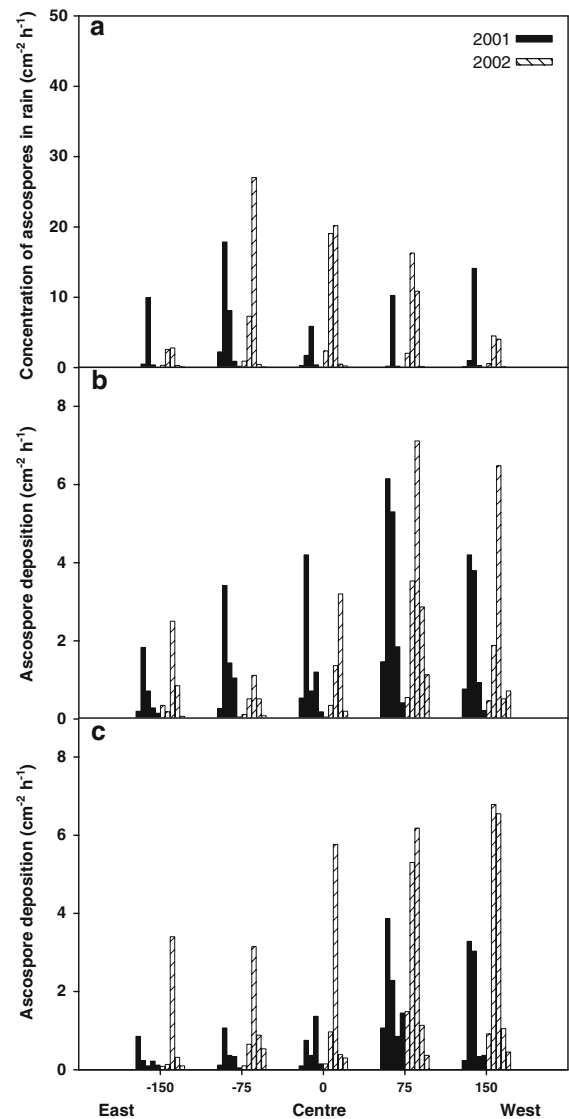 a
2001
2002
Concentration of ascospores in rain (cm⁻² h⁻¹)
50
40
30
20
10
0
b
Ascospore deposition (cm⁻² h⁻¹)
8
6
4
2
0
c
Ascospore deposition (cm⁻² h⁻¹)
8
6
4
2
0
-150 -75 0 75 150
East Centre West